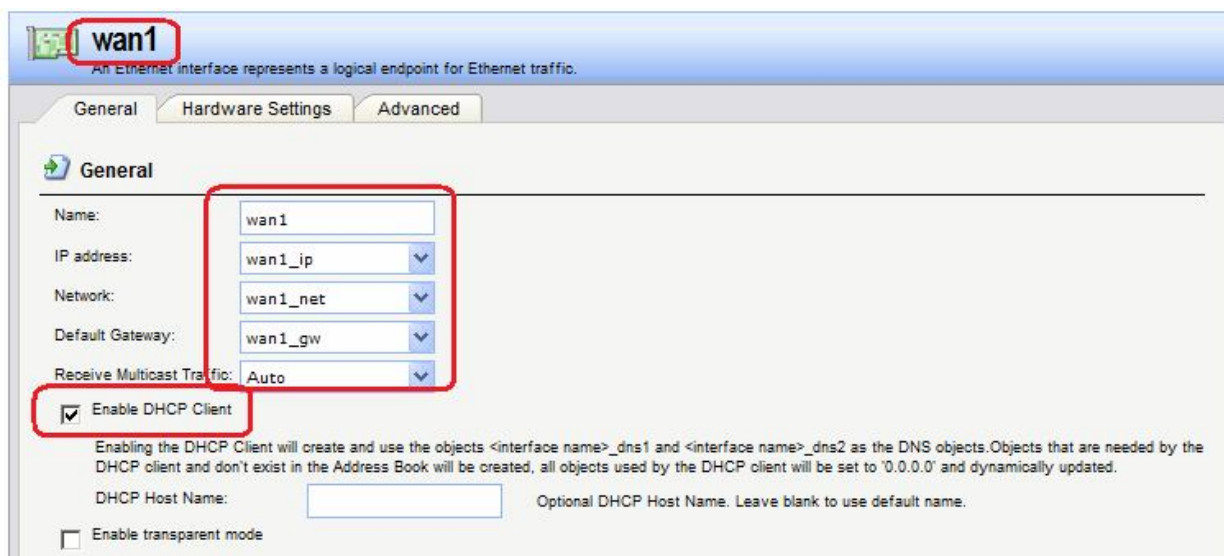 wan1
An Ethernet interface represents a logical endpoint for Ethernet traffic.
General Hardware Settings Advanced
General
Name: wan1
IP address: wan1_ip
Network: wan1_net
Default Gateway: wan1_gw
Receive Multicast Traffic: Auto
Enable DHCP Client
Enabling the DHCP Client will create and use the objects <interface name>_dns1 and <interface name>_dns2 as the DNS objects.Objects that are needed by the
DHCP client and don't exist in the Address Book will be created, all objects used by the DHCP client will be set to '0.0.0.0' and dynamically updated.
DHCP Host Name: Optional DHCP Host Name. Leave blank to use default name.
Enable transparent mode